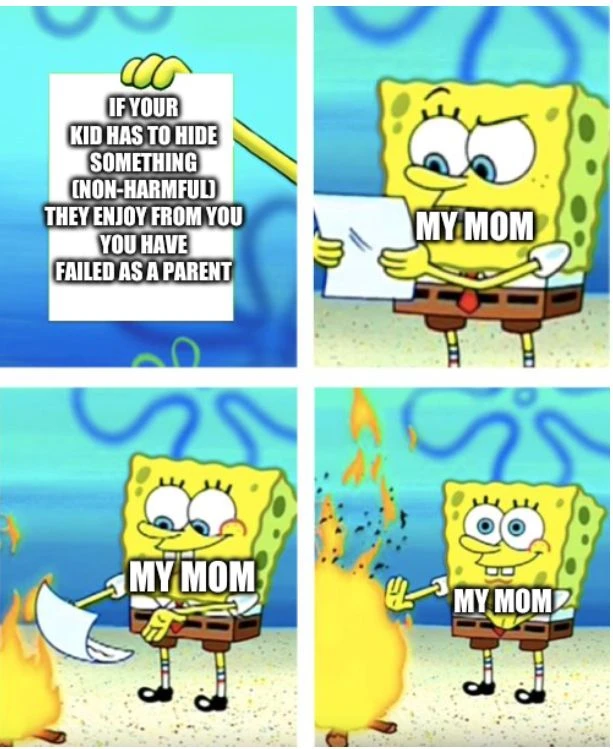 IF YOUR
KID HAS TO HIDE
SOMETHING
(NON-HARMFUL)
THEY ENJOY FROM YOU
YOU HAVE
FAILED AS A PARENT
MY MOM
MY MOM
MY MOM